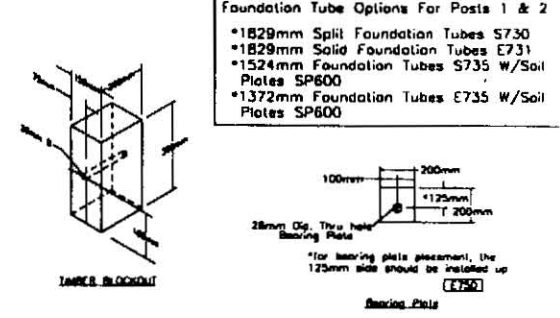 Foundation Tube Options For Posts 1 & 2
*1829mm Split Foundation Tubes S730
*1829mm Solid Foundation Tubes E731
*1524mm Foundation Tubes S735 W/Soil
Plates SP600
*1372mm Foundation Tubes E735 W/Soil
Plates SP600
200mm
100mm
*125mm
200mm
28mm Dia. Thru hole
Bearing Plate
*for bearing plate placement, the
125mm side should be installed up
E750
TIMBER BLOCKOUT
Bearing Plate